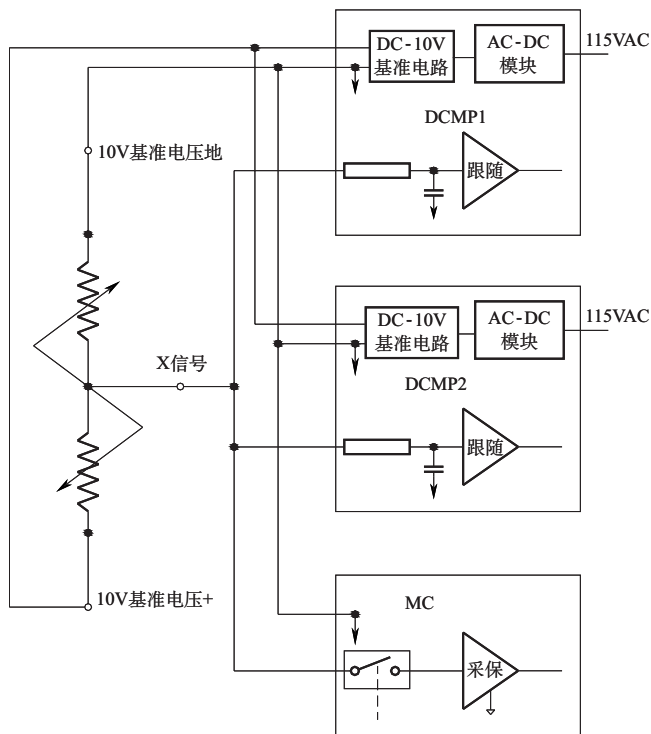 DC-10V
基准电路
AC-DC
模块
115VAC
DCMP1
10V基准电压地
跟随
DC-10V
基准电路
AC-DC
模块
115VAC
X信号
DCMP2
跟随
10V基准电压+
MC
采保